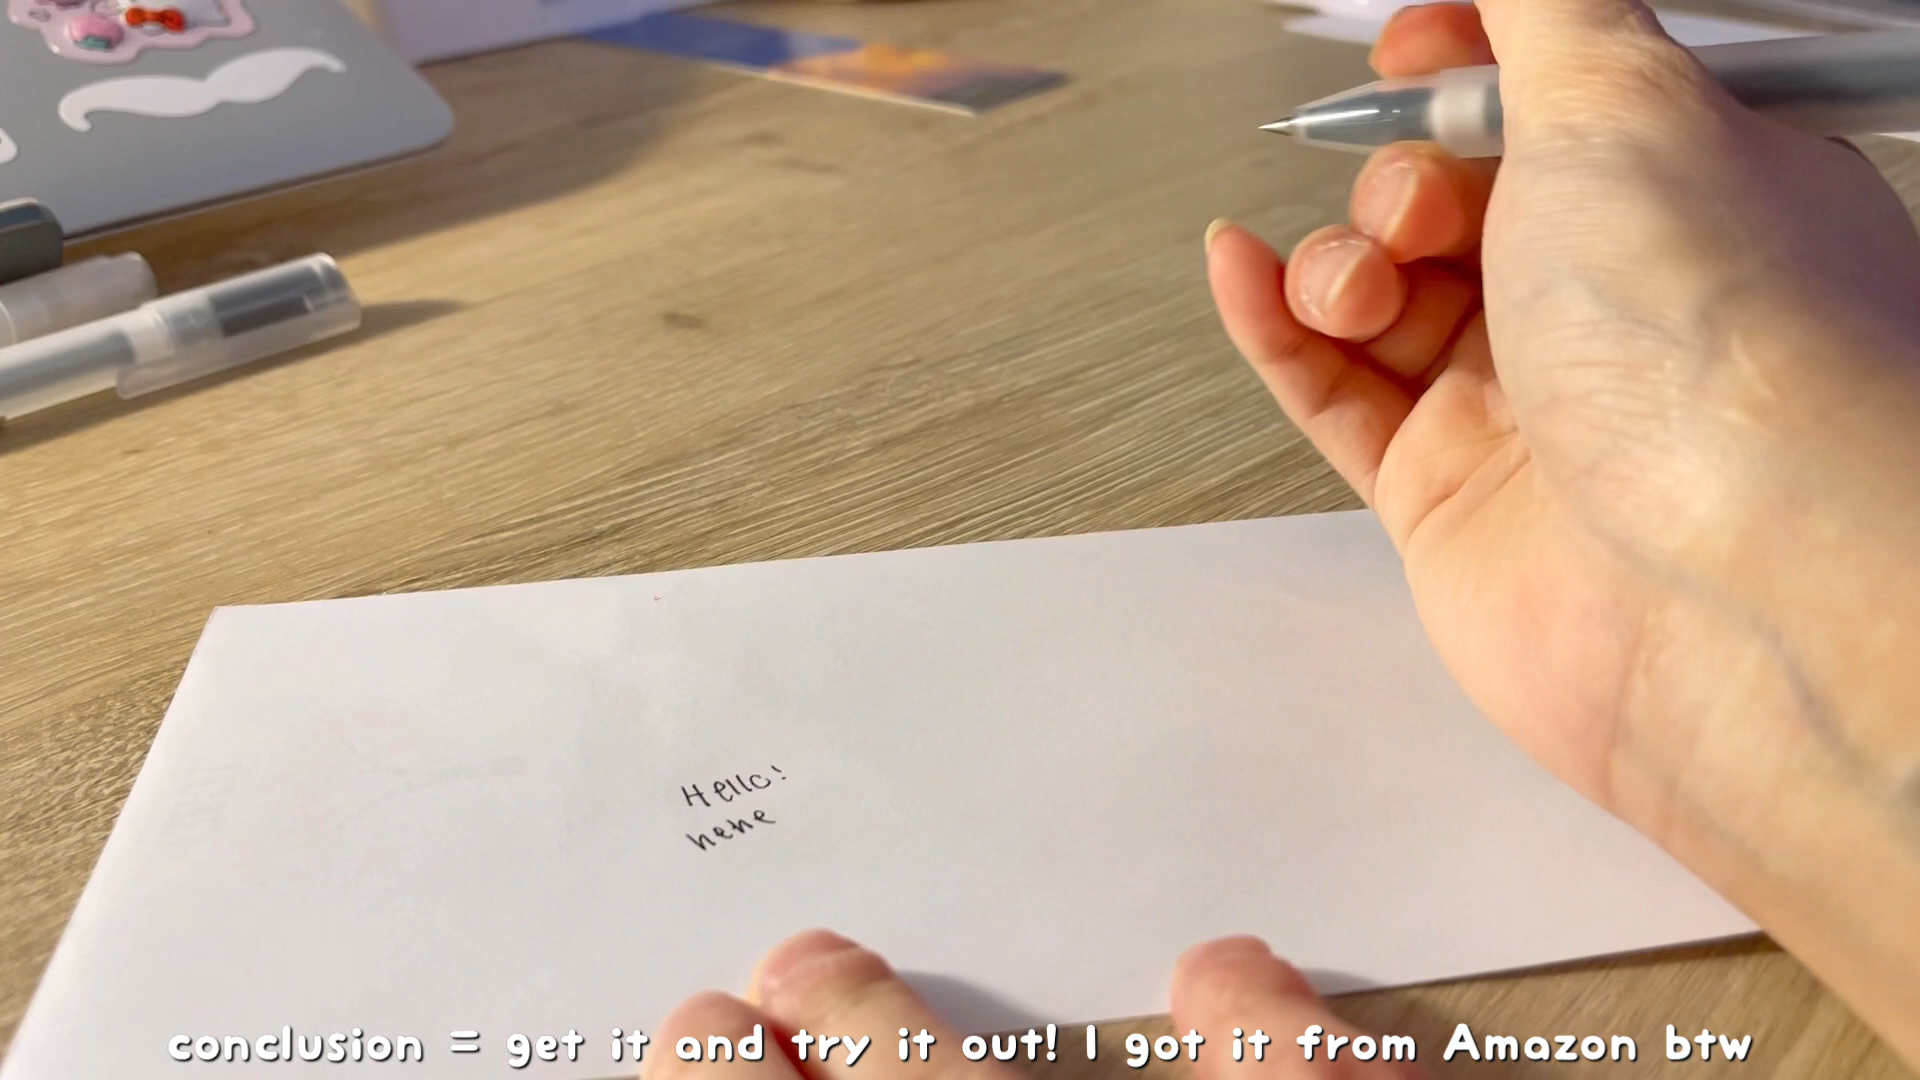 Hello!
hehe
conclusion = get it and try it out! I got it from Amazon btw